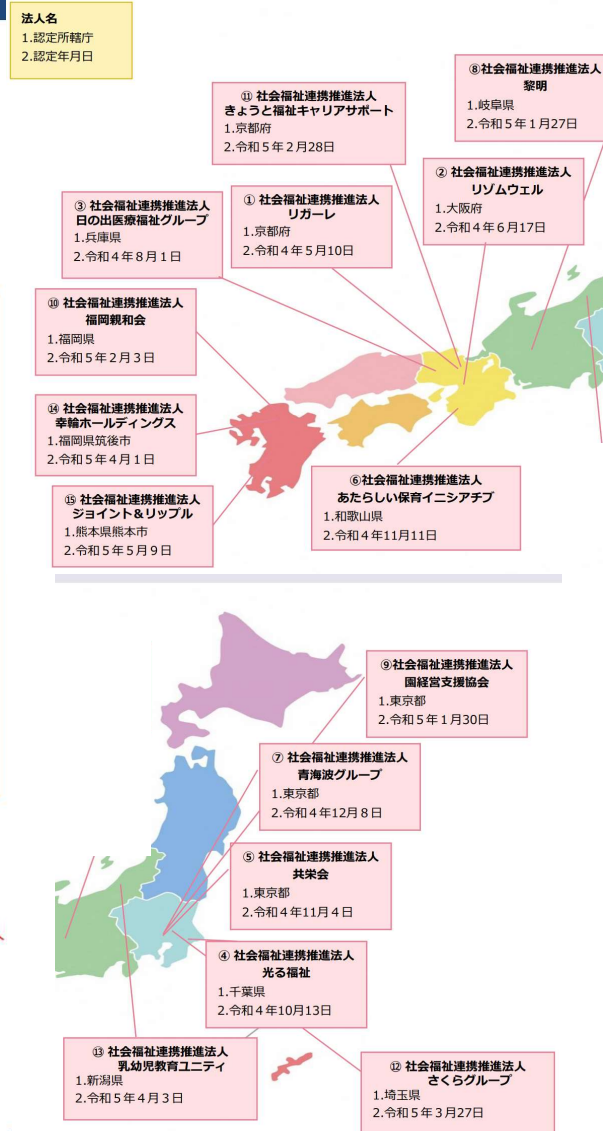 法人名
1.認定所轄庁
2.認定年月日
⑧社会福祉連携推進法人
黎明
1.岐阜県
2.令和5年1月27日
⑪ 社会福祉連携推進法人
きょうと福祉キャリアサポート
1.京都府
2.令和5年2月28日
② 社会福祉連携推進法人
リゾムウェル
1.大阪府
2.令和4年6月17日
③ 社会福祉連携推進法人
日の出医療福祉グループ
1.兵庫県
2.令和4年8月1日
① 社会福祉連携推進法人
リガーレ
1.京都府
2.令和4年5月10日
⑩ 社会福祉連携推進法人
福岡親和会
1.福岡県
2.令和5年2月3日
⑭ 社会福祉連携推進法人
幸輪ホールディングス
1.福岡県筑後市
2.令和5年4月1日
⑮ 社会福祉連携推進法人
ジョイント&リップル
1.熊本県熊本市
2.令和5年5月9日
⑥社会福祉連携推進法人
あたらしい保育イニシアチブ
1.和歌山県
2.令和4年11月11日
⑨社会福祉連携推進法人
園経営支援協会
1.東京都
2.令和5年1月30日
⑦ 社会福祉連携推進法人
青海波グループ
1.東京都
2.令和4年12月8日
⑤ 社会福祉連携推進法人
共栄会
1.東京都
2.令和4年11月4日
④ 社会福祉連携推進法人
光る福祉
1.千葉県
2.令和4年10月13日
⑬ 社会福祉連携推進法人
乳幼児教育ユニティ
1.新潟県
2.令和5年4月3日
⑫ 社会福祉連携推進法人
さくらグループ
1.埼玉県
2.令和5年3月27日